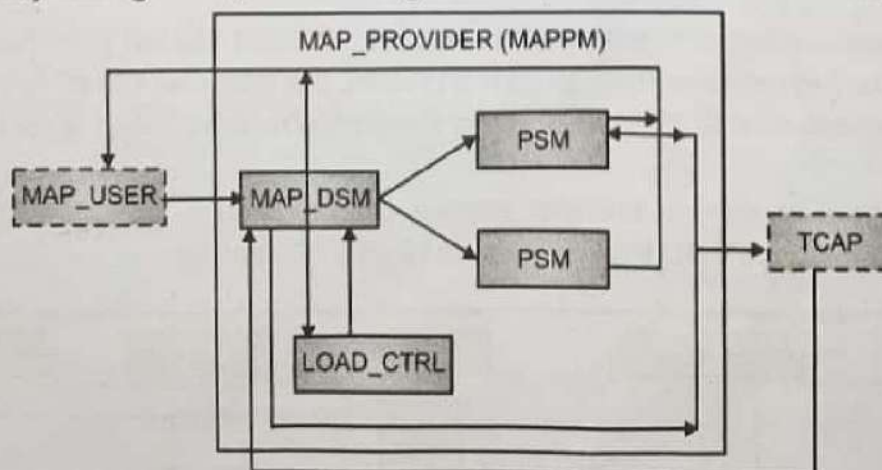 MAP_PROVIDER (MAPPM)
PSM
MAP_USER
MAP_DSM
PSM
TCAP
LOAD_CTRL